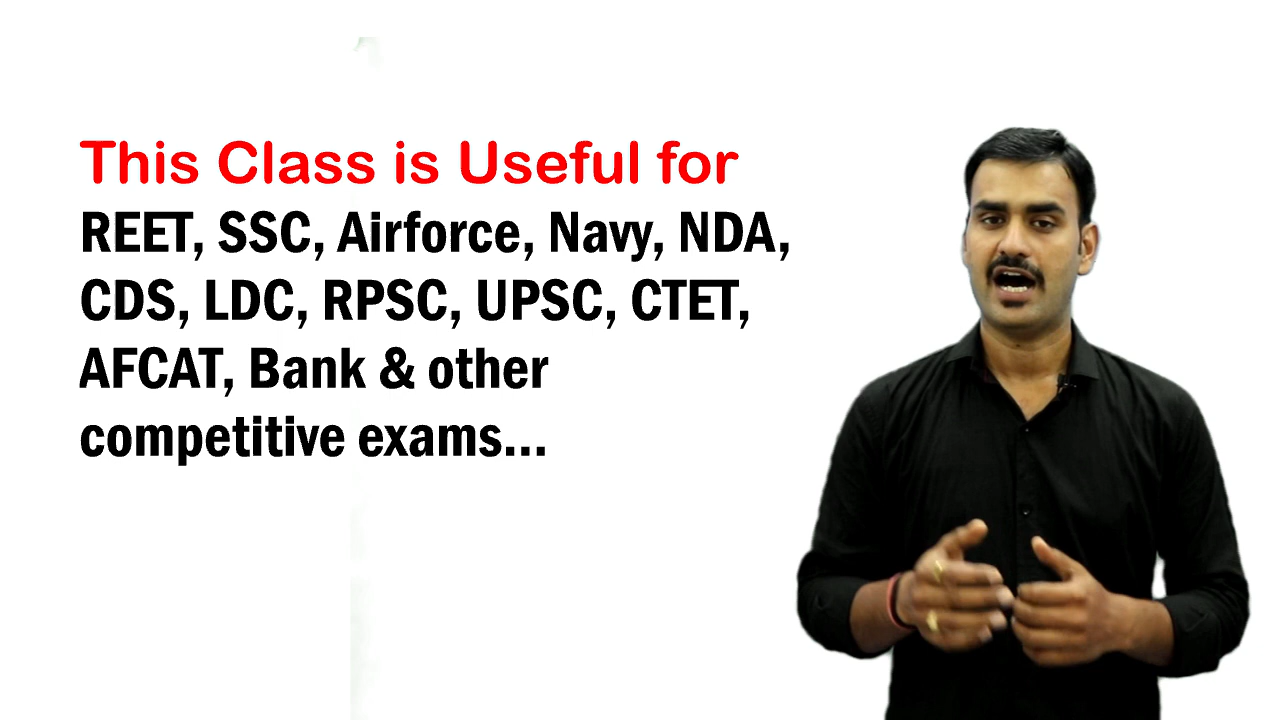 This Class is Useful for
REET, SSC, Airforce, Navy, NDA,
CDS, LDC, RPSC, UPSC, CTET,
AFCAT, Bank & other
competitive exams...